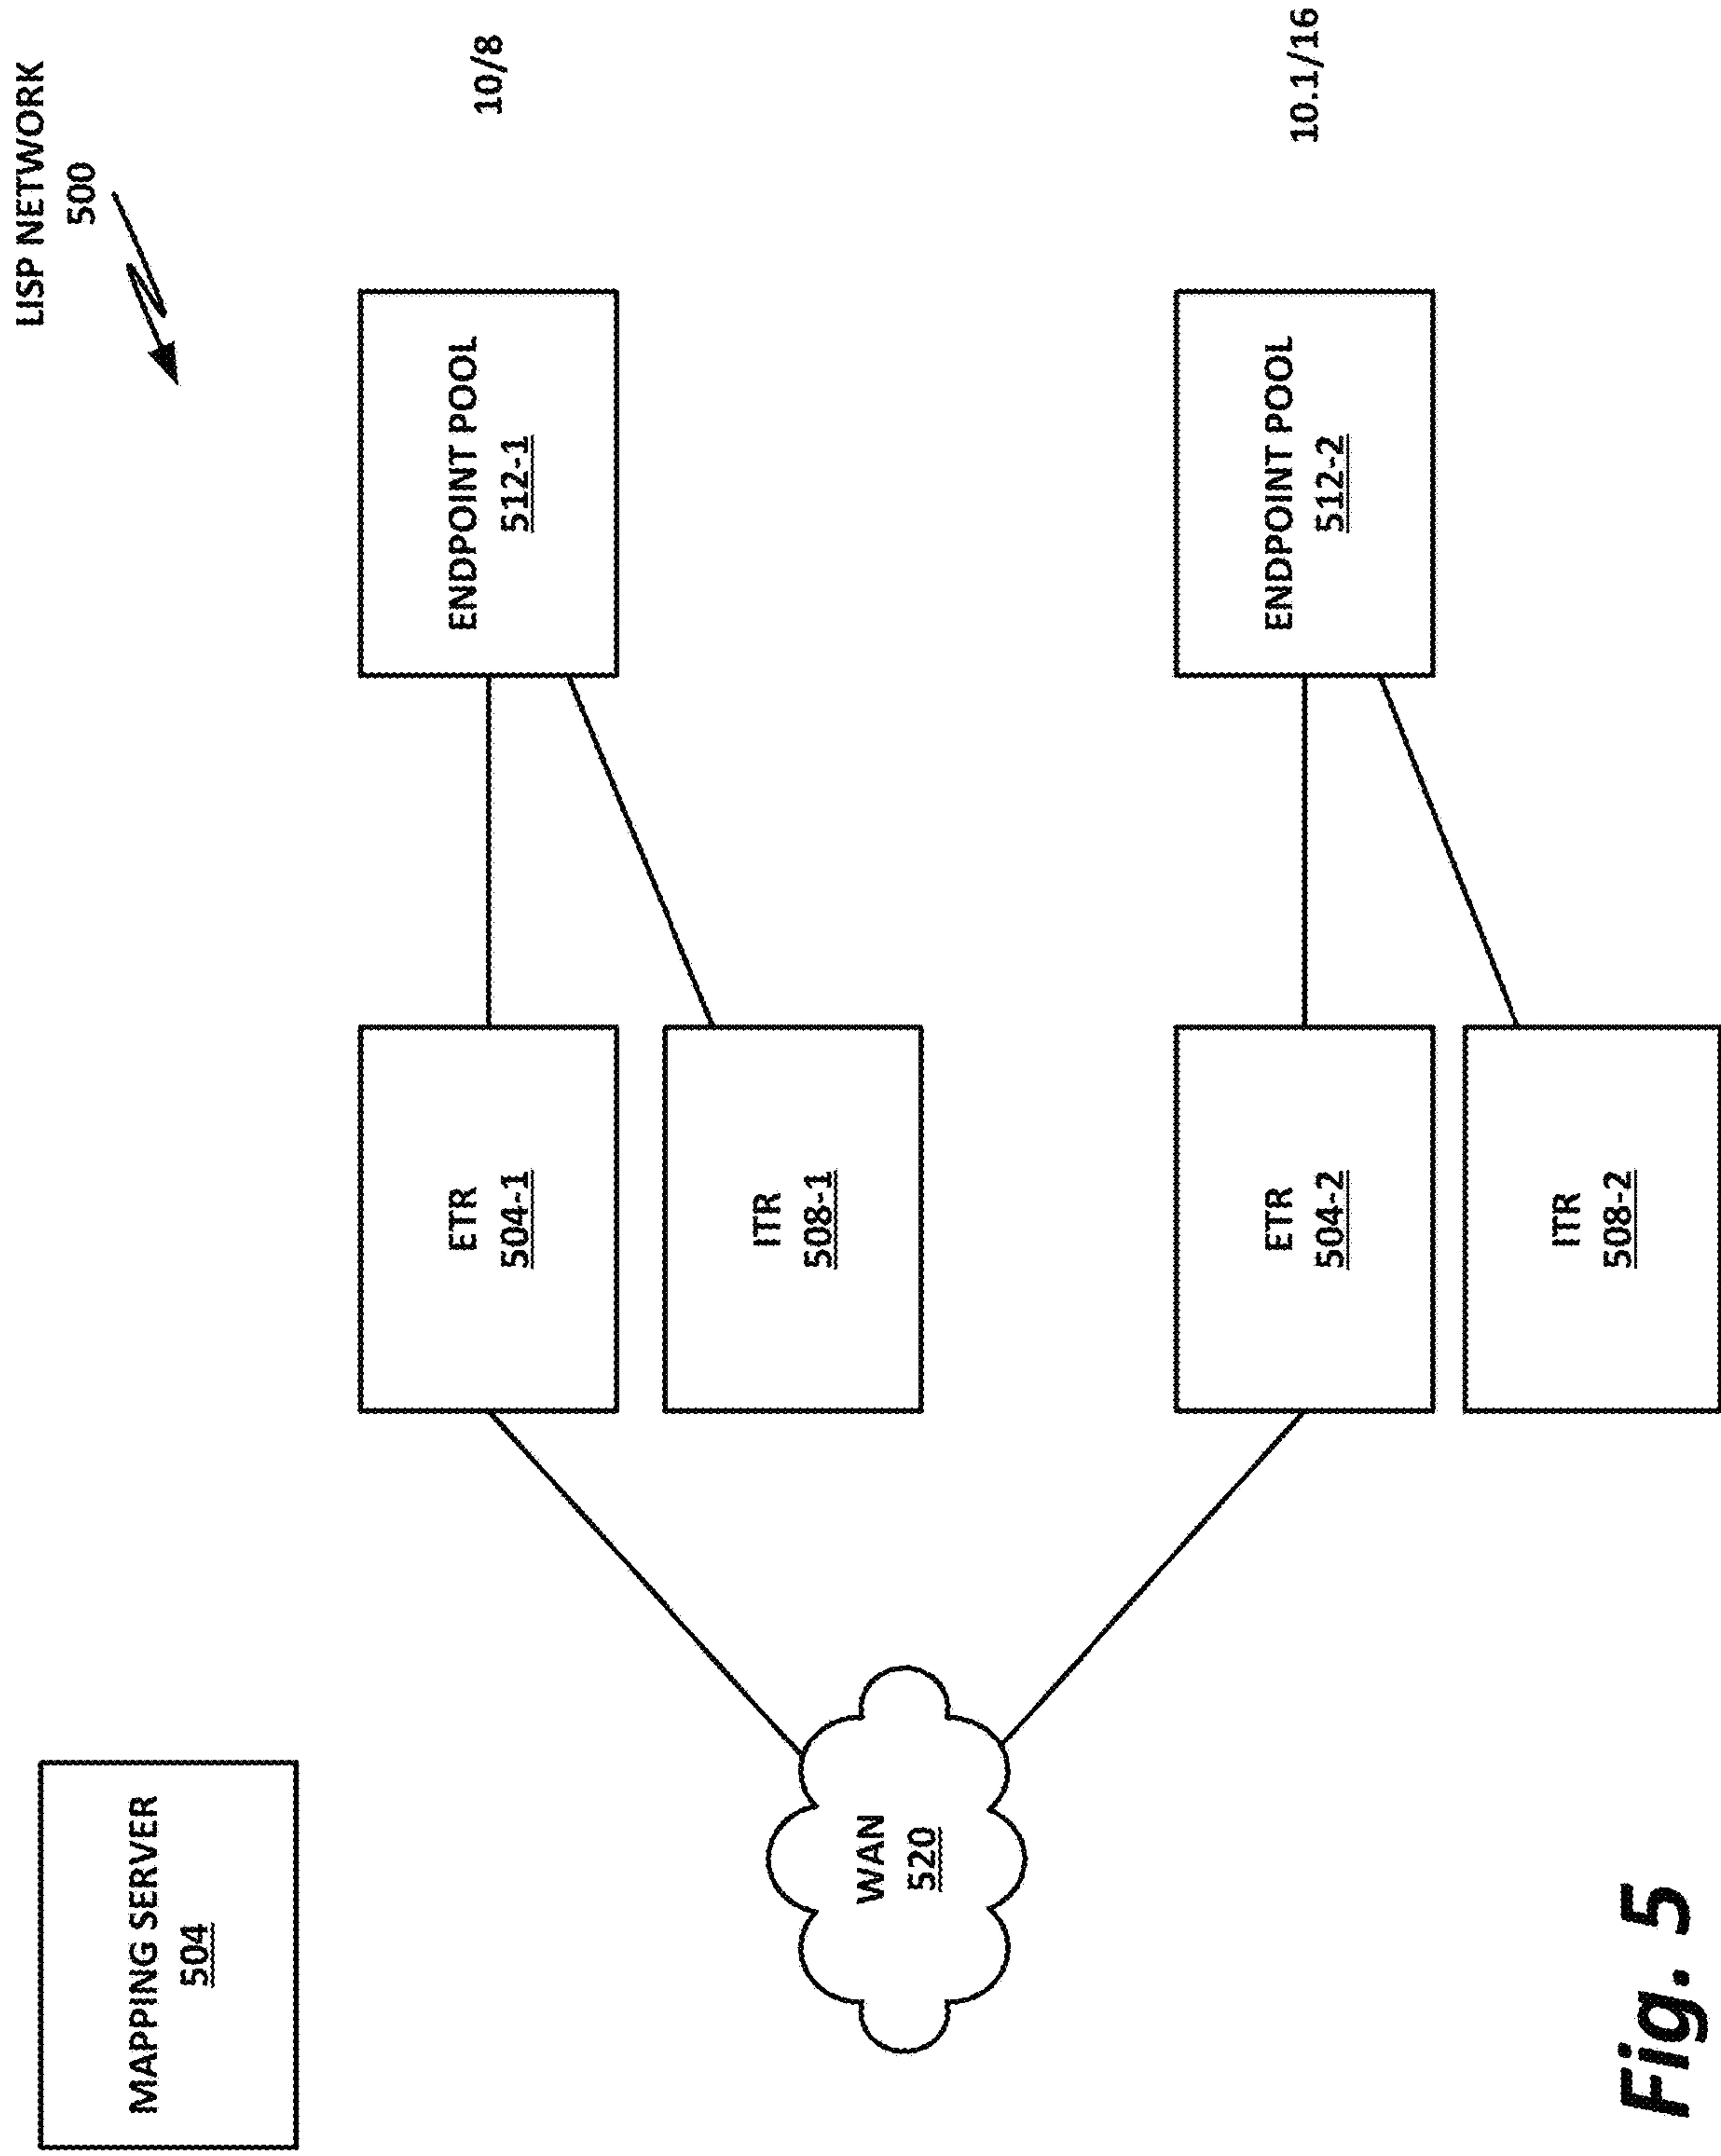 LISP NETWORK
500
MAPPING SERVER
504
ETR
504-1
ENDPOINT POOL
512-1
10/8
ITR
508-1
WAN
520
ETR
504-2
ENDPOINT POOL
512-2
10.1/16
ITR
508-2
Fig. 5